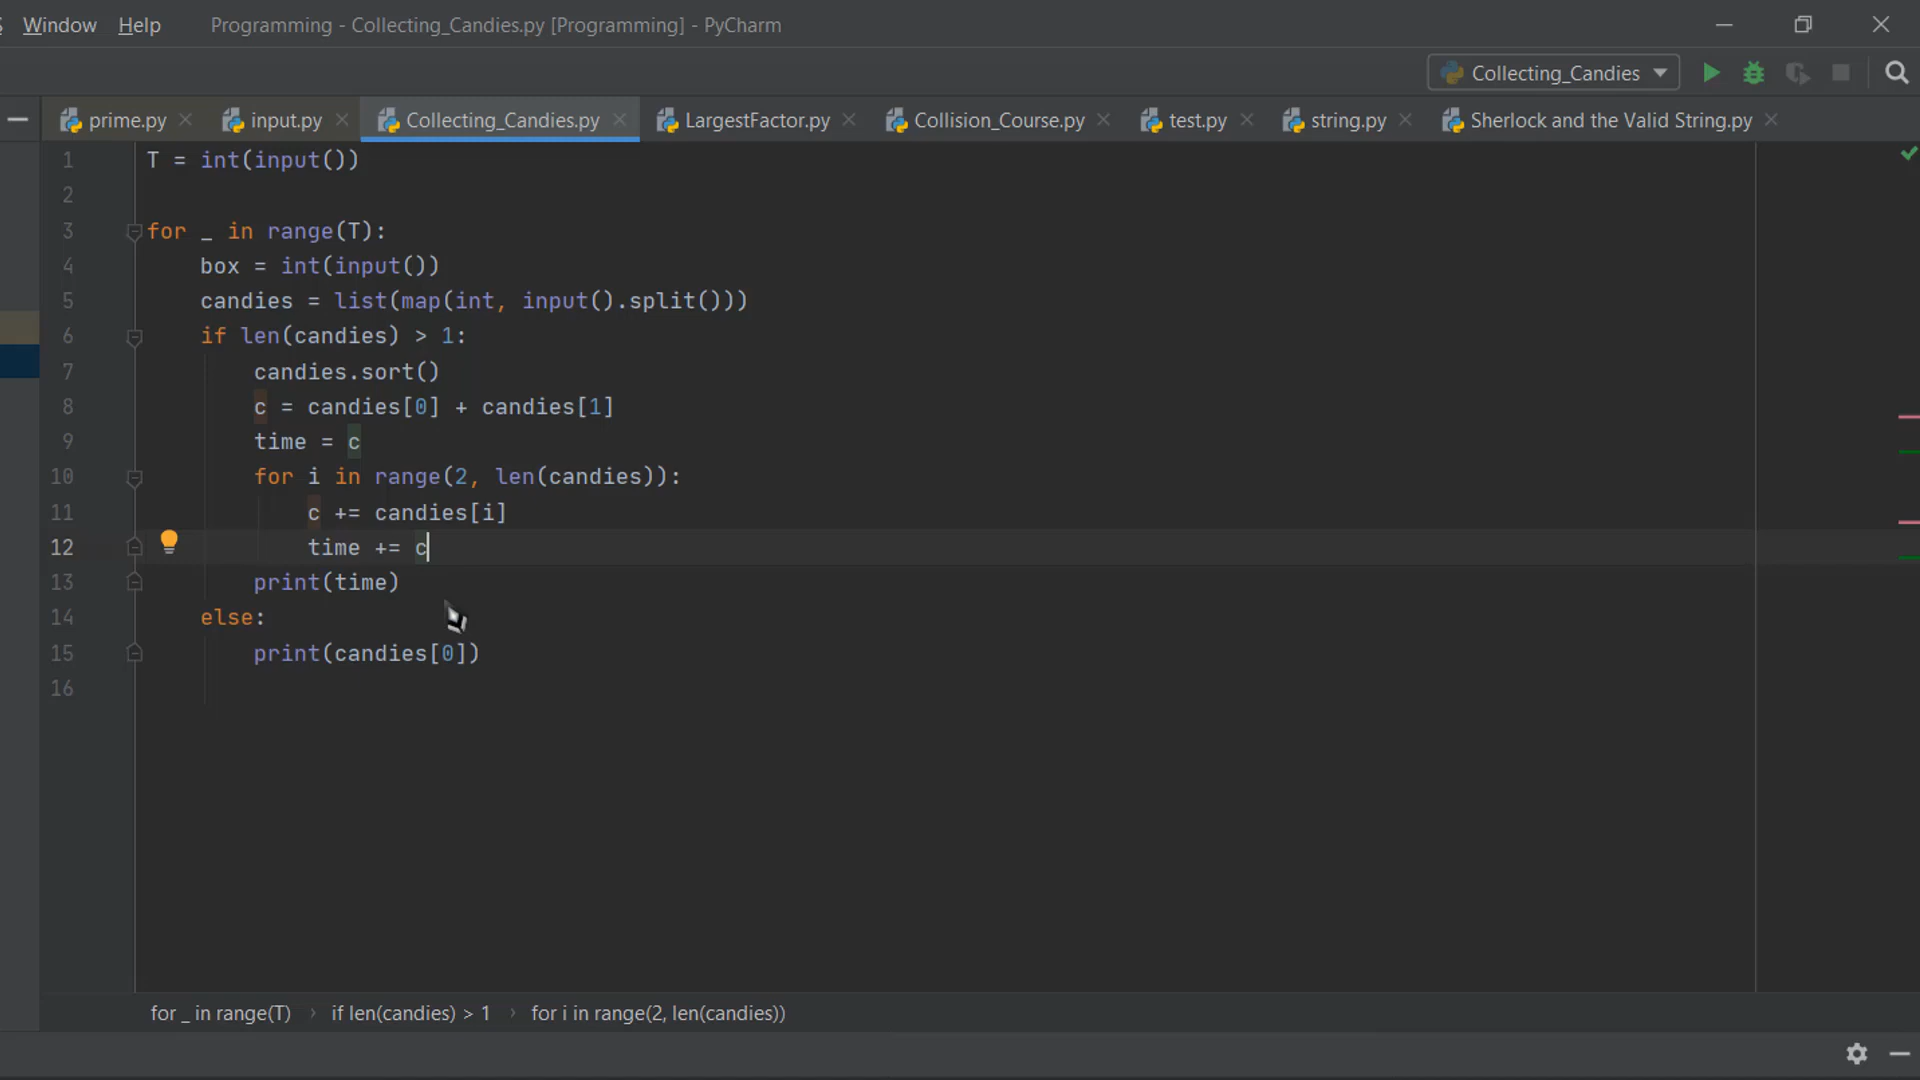 Window Help Programming - Collecting_Candies.py [Programming] - PyCharm
Collecting_Candies
prime.py input.py Collecting_Candies.py LargestFactor.py Collision_Course.py test.py string.py Sherlock and the Valid String.py
1 T = int(input())
2
3 for _ in range(T):
4 box = int(input())
5 candies = list(map(int, input().split()))
6 if len(candies) > 1:
7 candies.sort()
8 c = candies[0] + candies[1]
9 time = c
10 for i in range(2, len(candies)):
11 c += candies[i]
12 time += c
13 print(time)
14 else:
15 print(candies[0])
16
for _ in range(T) › if len(candies) > 1 › for i in range(2, len(candies))